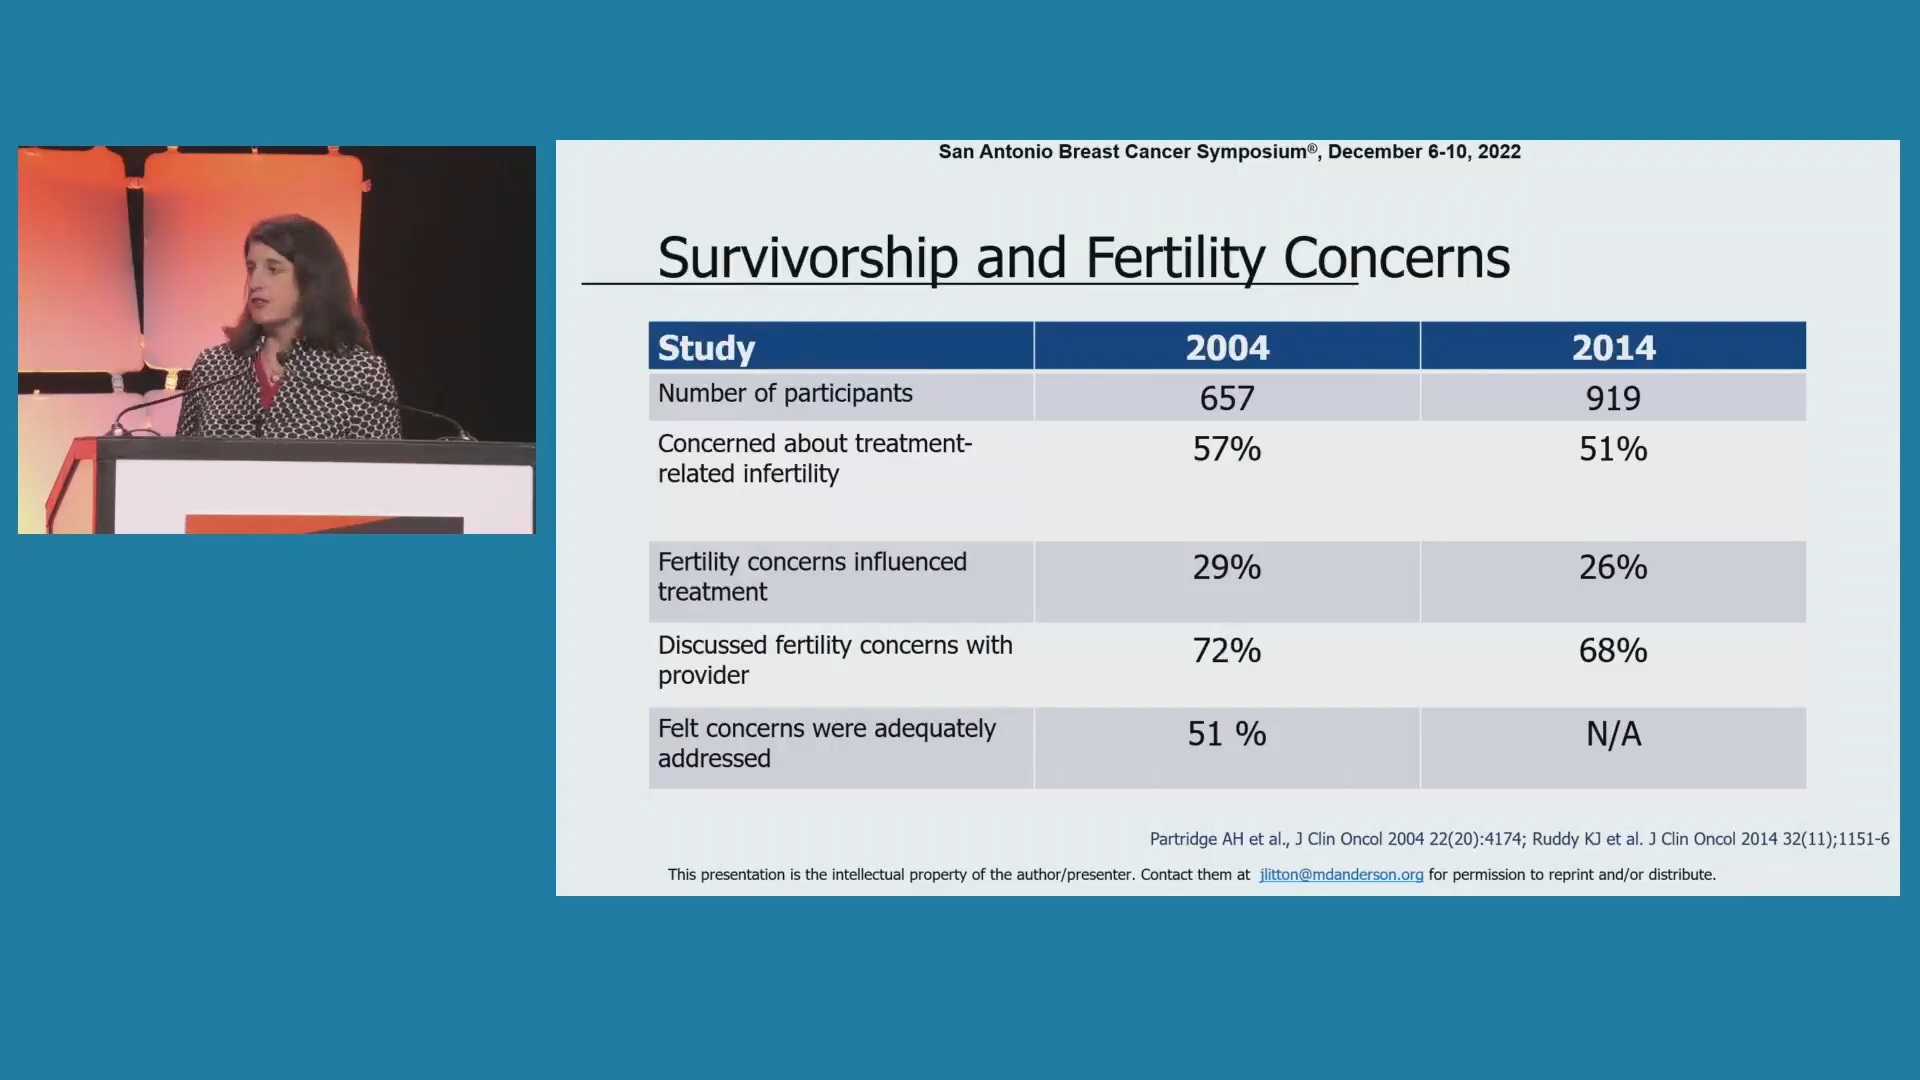 San Antonio Breast Cancer Symposium®, December 6-10, 2022
Survivorship and Fertility Concerns
Study 2004 2014
Number of participants 657 919
Concerned about treatment- 57% 51%
related infertility
Fertility concerns influenced 29% 26%
treatment
Discussed fertility concerns with 72% 68%
provider
Felt concerns were adequately 51 % N/A
addressed
Partridge AH et al., J Clin Oncol 2004 22(20):4174; Ruddy KJ et al. J Clin Oncol 2014 32(11);1151-6
This presentation is the intellectual property of the author/presenter. Contact them at jlitton@mdanderson.org for permission to reprint and/or distribute.